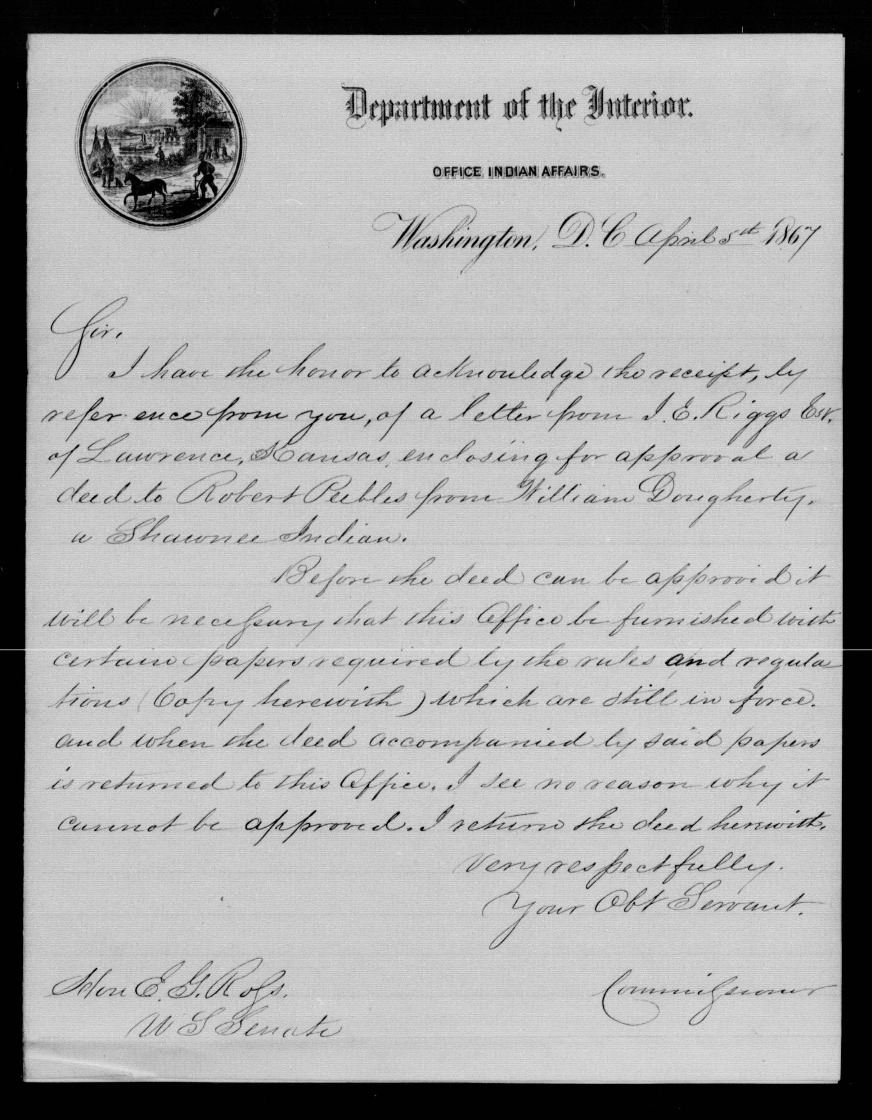 Department of the Interior.
OFFICE INDIAN AFFAIRS.
Washington, D.C. April 5th 1867
Sir,
I have the honor to acknowledge the receipt, by
reference from you, of a letter from I. E. Riggs Esr.
of Lawrence, Kansas, enclosing for approval a
deed to Robert Peebles from William Dougherty.
a Shawnee Indian.
Before the deed can be approved it
will be necessary that this Office be furnished with
certain papers required by the rules and regula
tions (Copy herewith) which are still in force.
and when the deed accompanied by said papers
is returned to this Office. I see no reason why it
cannot be approved. I return the deed herewith.
Very respectfully.
Your Obt Servant.
Commissioner
Hon E. G. Ross.
U S Senate